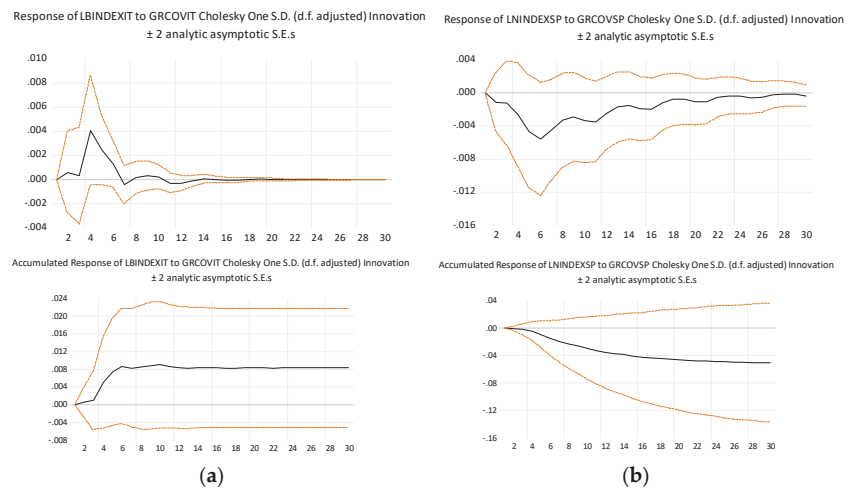 Response of LBINDEXIT to GRCOVIT Cholesky One S.D. (d.f. adjusted) Innovation
± 2 analytic asymptotic S.E.s
.010
.008
.006
.004
.002
.000
-.002
-.004
2 4 6 8 10 12 14 16 18 20 22 24 26 28 30
Response of LNINDEXSP to GRCOVSP Cholesky One S.D. (d.f. adjusted) Innovation
± 2 analytic asymptotic S.E.s
.004
.000
-.004
-.008
-.012
-.016
2 4 6 8 10 12 14 16 18 20 22 24 26 28 30
Accumulated Response of LBINDEXIT to GRCOVIT Cholesky One S.D. (d.f. adjusted) Innovation
± 2 analytic asymptotic S.E.s
.024
.020
.016
.012
.008
.004
.000
-.004
-.008
2 4 6 8 10 12 14 16 18 20 22 24 26 28 30
(a)
Accumulated Response of LNINDEXSP to GRCOVSP Cholesky One S.D. (d.f. adjusted) Innovation
± 2 analytic asymptotic S.E.s
.04
.00
-.04
-.08
-.12
-.16
2 4 6 8 10 12 14 16 18 20 22 24 26 28 30
(b)